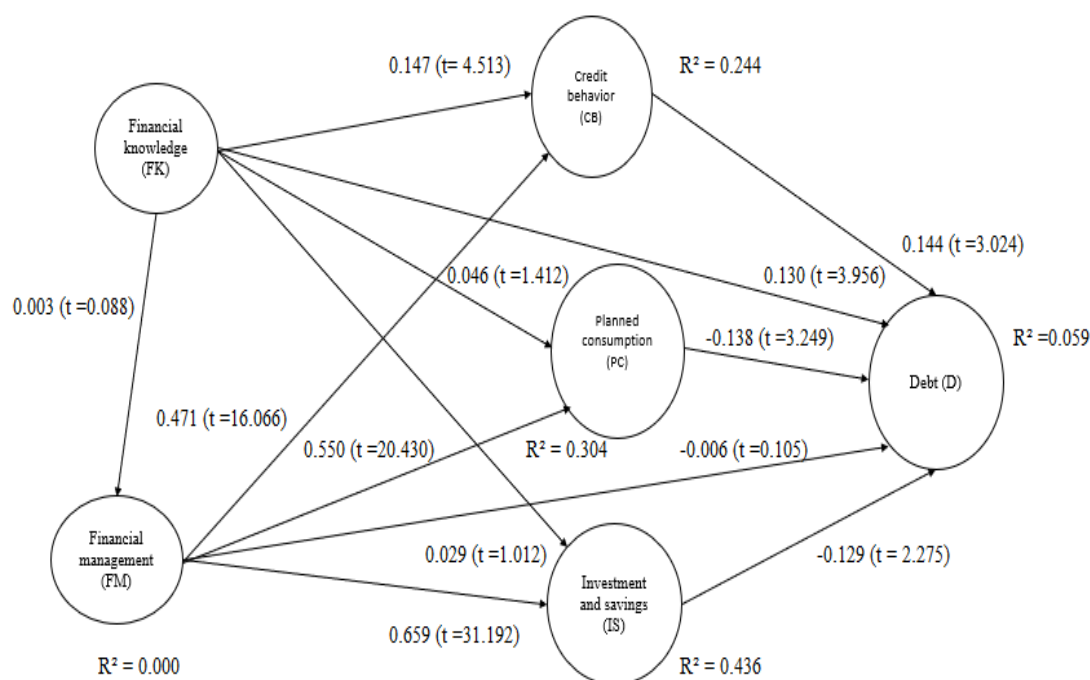 0.147 (t= 4.513)
Credit
behavior
(CB)
R² = 0.244
Financial
knowledge
(FK)
0.144 (t =3.024)
0.046 (t =1.412)
0.130 (t =3.956)
0.003 (t =0.088)
Planned
consumption
(PC)
-0.138 (t =3.249)
R² =0.059
Debt (D)
0.471 (t =16.066)
0.550 (t =20.430)
R² = 0.304
-0.006 (t =0.105)
Financial
management
(FM)
0.029 (t =1.012)
Investment
and savings
(IS)
-0.129 (t = 2.275)
0.659 (t =31.192)
R² = 0.000
R² = 0.436